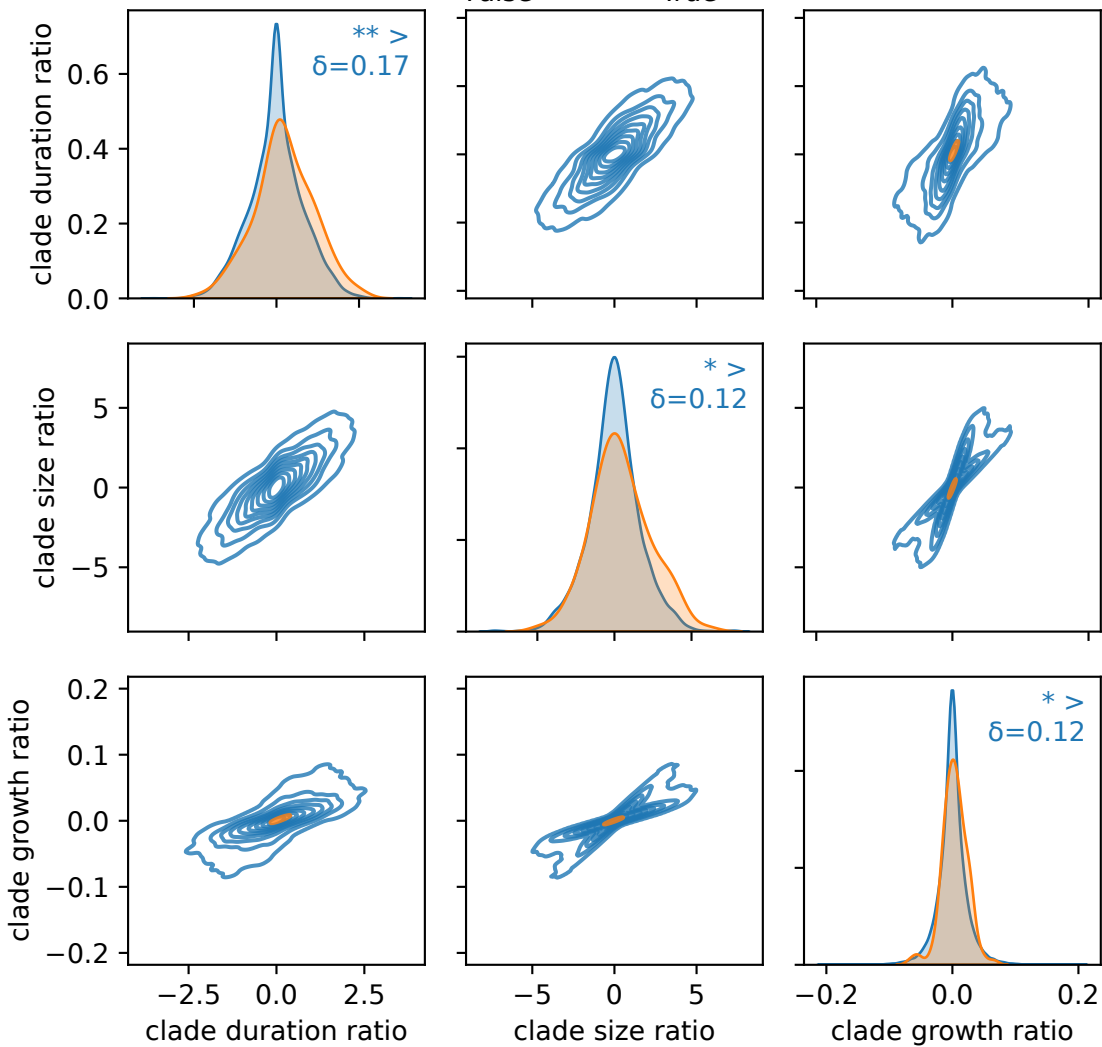 ** >
δ=0.17
clade duration ratio
0.6
0.4
0.2
0.0
* >
δ=0.12
clade size ratio
5
0
−5
* >
δ=0.12
clade growth ratio
0.2
0.1
0.0
−0.1
−0.2
−2.5 0.0 2.5
−5 0 5
−0.2 0.0 0.2
clade duration ratio
clade size ratio
clade growth ratio